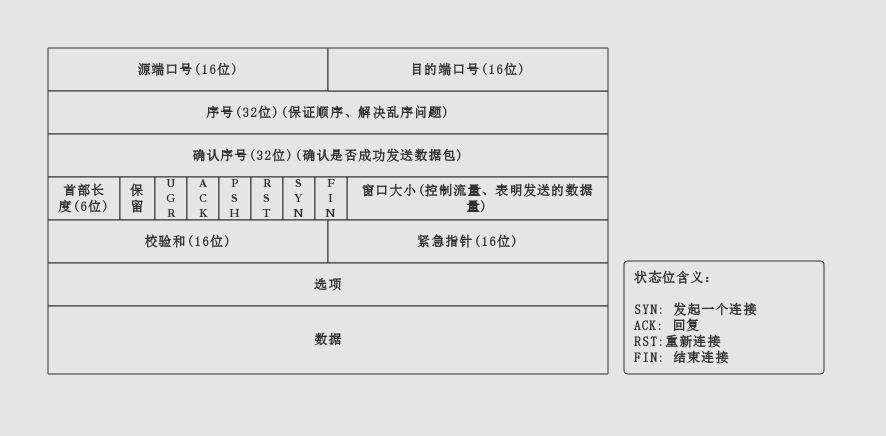 源端口号(16位)
目的端口号(16位)
序号(32位)(保证顺序、解决乱序问题)
确认序号(32位)(确认是否成功发送数据包)
首部长
度(6位)
保
留
U
G
R
A
C
K
P
S
H
R
S
T
S
Y
N
F
I
N
窗口大小(控制流量、表明发送的数据
量)
校验和(16位)
紧急指针(16位)
选项
数据
状态位含义:
SYN: 发起一个连接
ACK: 回复
RST:重新连接
FIN: 结束连接